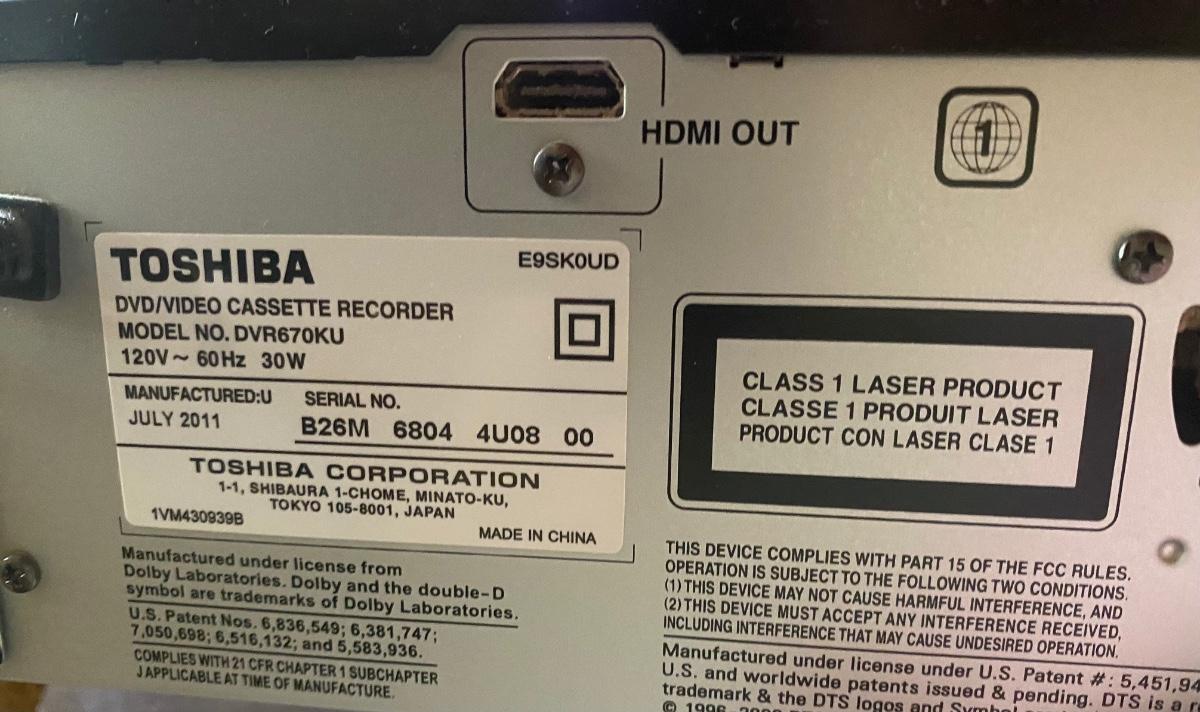 HDMI OUT
1
TOSHIBA
E9SK0UD
DVD/VIDEO CASSETTE RECORDER
MODEL NO. DVR670KU
120V~ 60Hz 30W
MANUFACTURED:U
JULY 2011
SERIAL NO.
B26M 6804 4U08 00
TOSHIBA CORPORATION
1-1, SHIBAURA 1-CHOME, MINATO-KU,
TOKYO 105-8001, JAPAN
1VM430939B
MADE IN CHINA
Manufactured under license from
Dolby Laboratories. Dolby and the double-D
symbol are trademarks of Dolby Laboratories.
U.S. Patent Nos. 6,836,549; 6,381,747;
7,050,698; 6,516,132; and 5,583,936.
COMPLIES WITH 21 CFR CHAPTER 1 SUBCHAPTER
J APPLICABLE AT TIME OF MANUFACTURE.
CLASS 1 LASER PRODUCT
CLASSE 1 PRODUIT LASER
PRODUCT CON LASER CLASE 1
THIS DEVICE COMPLIES WITH PART 15 OF THE FCC RULES.
OPERATION IS SUBJECT TO THE FOLLOWING TWO CONDITIONS.
(1) THIS DEVICE MAY NOT CAUSE HARMFUL INTERFERENCE, AND
(2) THIS DEVICE MUST ACCEPT ANY INTERFERENCE RECEIVED,
INCLUDING INTERFERENCE THAT MAY CAUSE UNDESIRED OPERATION.
Manufactured under license under U.S. Patent #: 5,451,94
U.S. and worldwide patents issued & pending. DTS is a
trademark & the DTS logos and Symbol
© 1996-